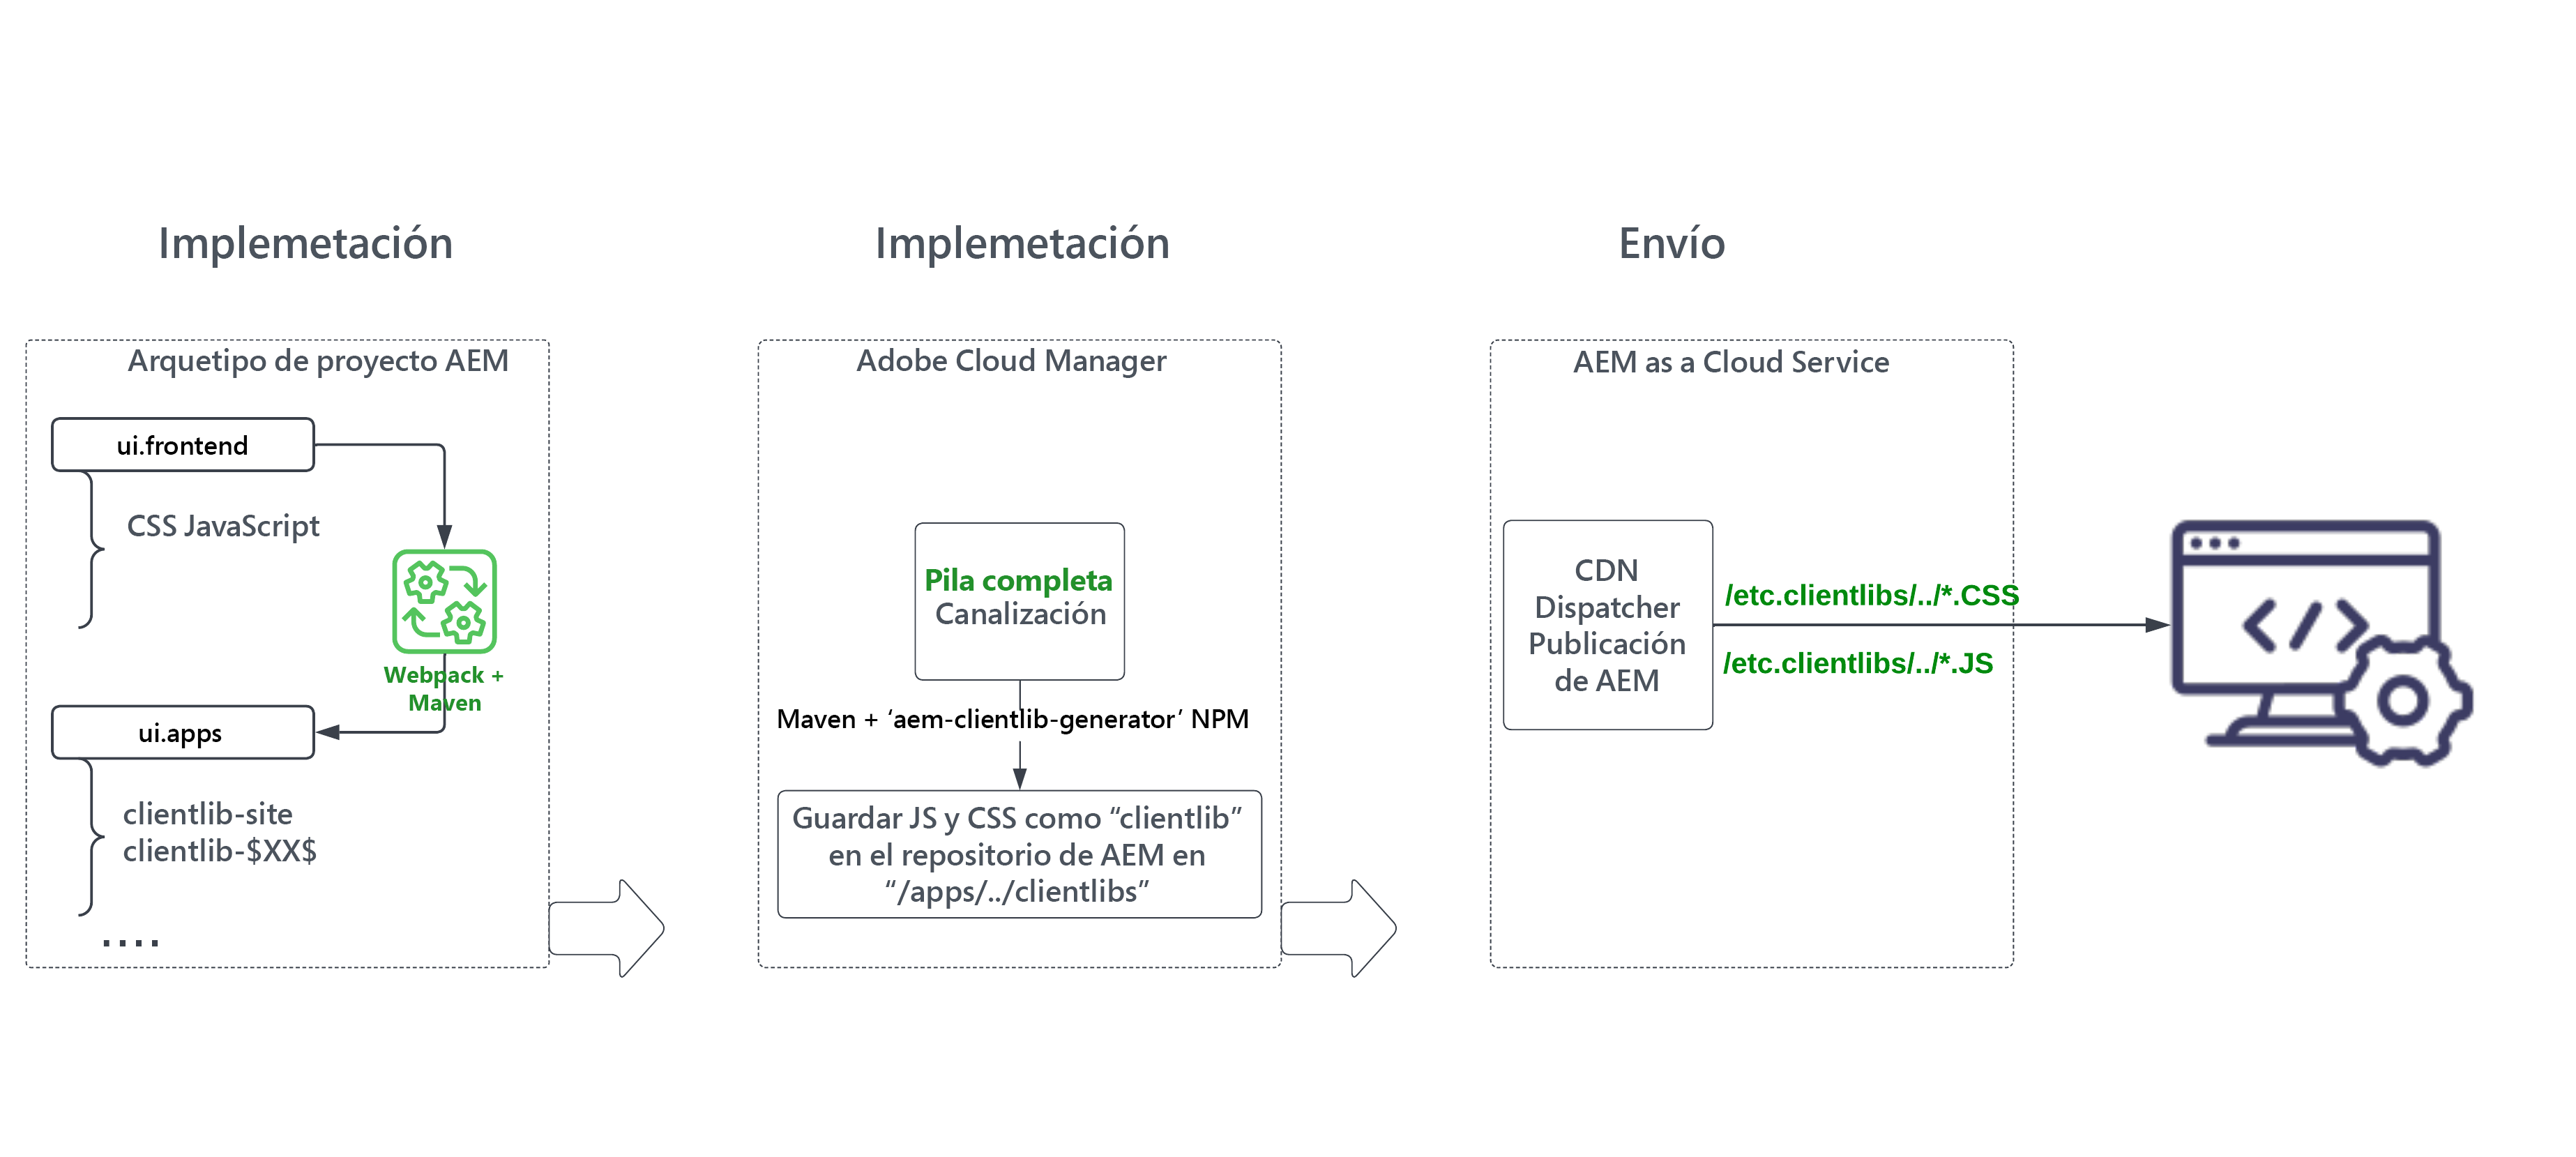 Implemetación
Arquetipo de proyecto AEM
ui.frontend
CSS JavaScript
Webpack +
Maven
ui.apps
clientlib-site
clientlib-$XX$
....
Implemetación
Adobe Cloud Manager
Pila completa
Canalización
Maven + ‘aem-clientlib-generator’ NPM
Guardar JS y CSS como “clientlib”
en el repositorio de AEM en
“/apps/../clientlibs”
Envío
AEM as a Cloud Service
CDN
Dispatcher
Publicación
de AEM
/etc.clientlibs/../*.CSS
/etc.clientlibs/../*.JS